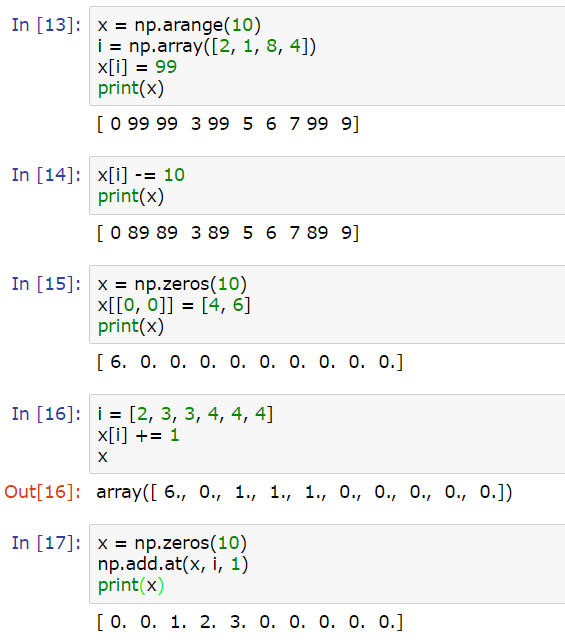 In [13]: x = np.arange(10)
i = np.array([2, 1, 8, 4])
x[i] = 99
print(x)
[ 0 99 99  3 99  5  6  7 99  9]
In [14]: x[i] -= 10
print(x)
[ 0 89 89  3 89  5  6  7 89  9]
In [15]: x = np.zeros(10)
x[[0, 0]] = [4, 6]
print(x)
[ 6.  0.  0.  0.  0.  0.  0.  0.  0.  0.]
In [16]: i = [2, 3, 3, 4, 4, 4]
x[i] += 1
x
Out[16]: array([ 6.,  0.,  1.,  1.,  1.,  0.,  0.,  0.,  0.,  0.])
In [17]: x = np.zeros(10)
np.add.at(x, i, 1)
print(x)
[ 0.  0.  1.  2.  3.  0.  0.  0.  0.  0.]